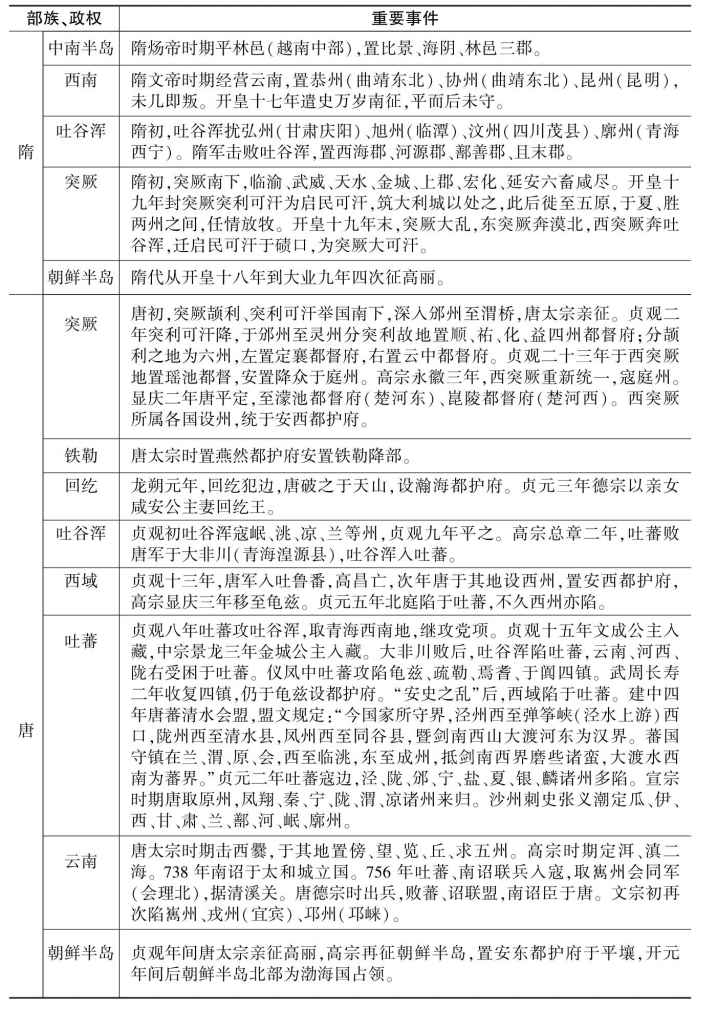 部族、政权 重要事件
中南半岛 隋炀帝时期平林邑(越南中部),置比景、海阴、林邑三郡。
西南 隋文帝时期经营云南,置恭州(曲靖东北)、协州(曲靖东北)、昆州(昆明),
未几即叛。开皇十七年遣史万岁南征,平而后未守。
隋
吐谷浑 隋初,吐谷浑扰弘州(甘肃庆阳)、旭州(临潭)、汶州(四川茂县)、廓州(青海
西宁)。隋军击败吐谷浑,置西海郡、河源郡、鄯善郡、且末郡。
突厥 隋初,突厥南下,临渝、武威、天水、金城、上郡、宏化、延安六畜咸尽。开皇十
九年封突厥突利可汗为启民可汗,筑大利城以处之,此后徙至五原,于夏、胜
两州之间,任情放牧。开皇十九年末,突厥大乱,东突厥奔漠北,西突厥奔吐
谷浑,迁启民可汗于碛口,为突厥大可汗。
朝鲜半岛 隋代从开皇十八年到大业九年四次征高丽。
突厥 唐初,突厥颉利、突利可汗举国南下,深入邠州至渭桥,唐太宗亲征。贞观二
年突利可汗降,于邠州至灵州分突利故地置顺、祐、化、益四州都督府;分颉
利之地为六州,左置定襄都督府,右置云中都督府。贞观二十三年于西突厥
地置瑶池都督,安置降众于庭州。高宗永徽三年,西突厥重新统一,寇庭州。
显庆二年唐平定,至濛池都督府(楚河东)、崑陵都督府(楚河西)。西突厥
所属各国设州,统于安西都护府。
铁勒 唐太宗时置燕然都护府安置铁勒降部。
回纥 龙朔元年,回纥犯边,唐破之于天山,设瀚海都护府。贞元三年德宗以亲女
咸安公主妻回纥王。
吐谷浑 贞观初吐谷浑寇岷、洮、凉、兰等州,贞观九年平之。高宗总章二年,吐蕃败
唐军于大非川(青海湟源县),吐谷浑入吐蕃。
西域 贞观十三年,唐军入吐鲁番,高昌亡,次年唐于其地设西州,置安西都护府,
高宗显庆三年移至龟兹。贞元五年北庭陷于吐蕃,不久西州亦陷。
唐
吐蕃 贞观八年吐蕃攻吐谷浑,取青海西南地,继攻党项。贞观十五年文成公主入
藏,中宗景龙三年金城公主入藏。大非川败后,吐谷浑陷吐蕃,云南、河西、
陇右受困于吐蕃。仪凤中吐蕃攻陷龟兹、疏勒、焉耆、于阗四镇。武周长寿
二年收复四镇,仍于龟兹设都护府。“安史之乱”后,西域陷于吐蕃。建中四
年唐蕃清水会盟,盟文规定:“今国家所守界,泾州西至弹筝峡(泾水上游)西
口,陇州西至清水县,凤州西至同谷县,暨剑南西山大渡河东为汉界。蕃国
守镇在兰、渭、原、会,西至临洮,东至成州,抵剑南西界磨些诸蛮,大渡水西
南为蕃界。”贞元二年吐蕃寇边,泾、陇、邠、宁、盐、夏、银、麟诸州多陷。宣宗
时期唐取原州,凤翔、秦、宁、陇、渭、凉诸州来归。沙州刺史张义潮定瓜、伊、
西、甘、肃、兰、鄯、河、岷、廓州。
云南 唐太宗时期击西爨,于其地置傍、望、览、丘、求五州。高宗时期定洱、滇二
海。738年南诏于太和城立国。756年吐蕃、南诏联兵入寇,取嶲州会同军
(会理北),据清溪关。唐德宗时出兵,败蕃、诏联盟,南诏臣于唐。文宗初再
次陷嶲州、戎州(宜宾)、邛州(邛崃)。
朝鲜半岛 贞观年间唐太宗亲征高丽,高宗再征朝鲜半岛,置安东都护府于平壤,开元
年间后朝鲜半岛北部为渤海国占领。